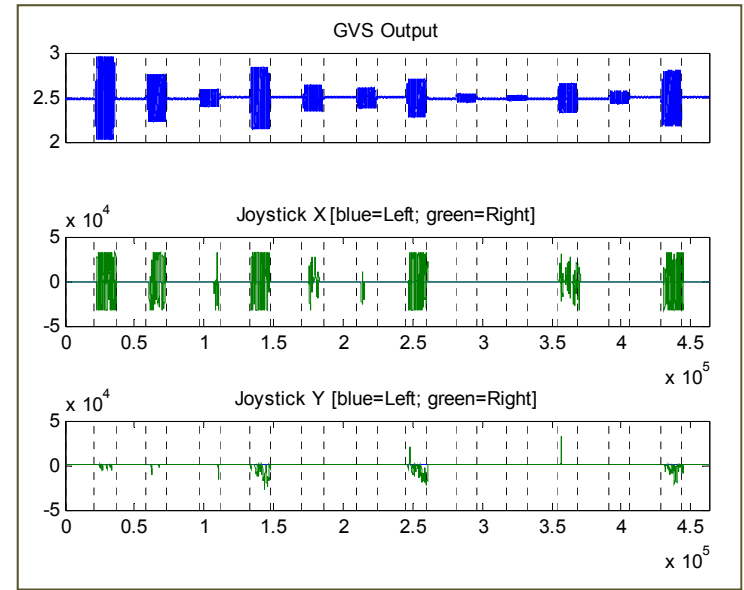 GVS Output
3
2.5
2
x 10^4
Joystick X [blue=Left; green=Right]
5
0
-5
0 0.5 1 1.5 2 2.5 3 3.5 4 4.5
x 10^5
x 10^4
Joystick Y [blue=Left; green=Right]
5
0
-5
0 0.5 1 1.5 2 2.5 3 3.5 4 4.5
x 10^5